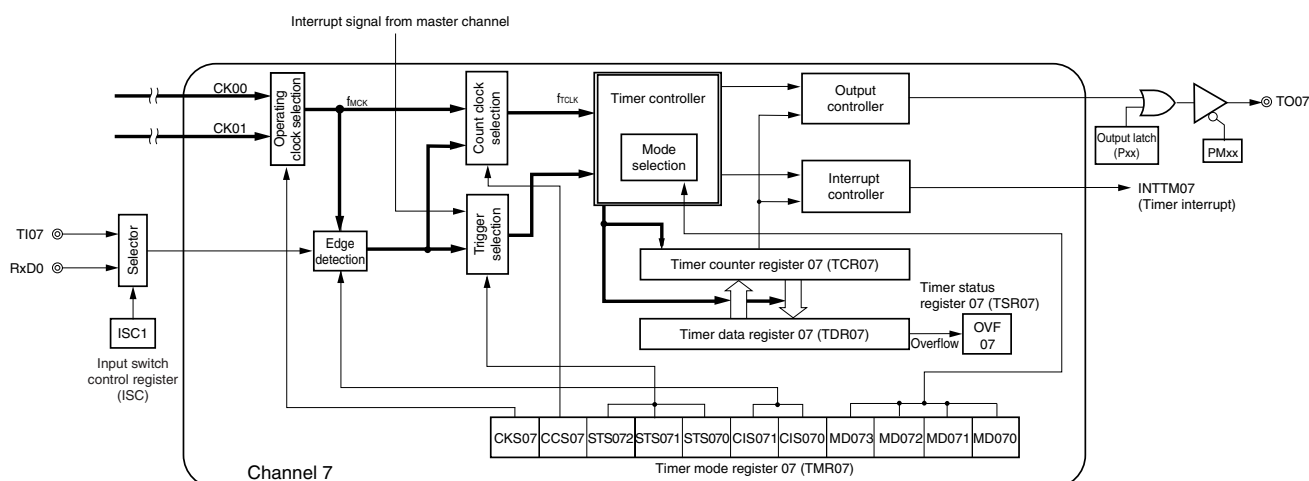 Interrupt signal from master channel
CK00
CK01
Operating
clock selection
fMCK
Count clock
selection
fTCLK
Timer controller
Mode
selection
Output
controller
TO07
Output latch
(Pxx)
PMxx
Interrupt
controller
INTTM07
(Timer interrupt)
TI07
RxD0
Selector
Edge
detection
Trigger
selection
ISC1
Input switch
control register
(ISC)
Timer counter register 07 (TCR07)
Timer status
register 07 (TSR07)
Timer data register 07 (TDR07)
Overflow
OVF
07
CKS07 CCS07 STS072 STS071 STS070 CIS071 CIS070 MD073 MD072 MD071 MD070
Timer mode register 07 (TMR07)
Channel 7